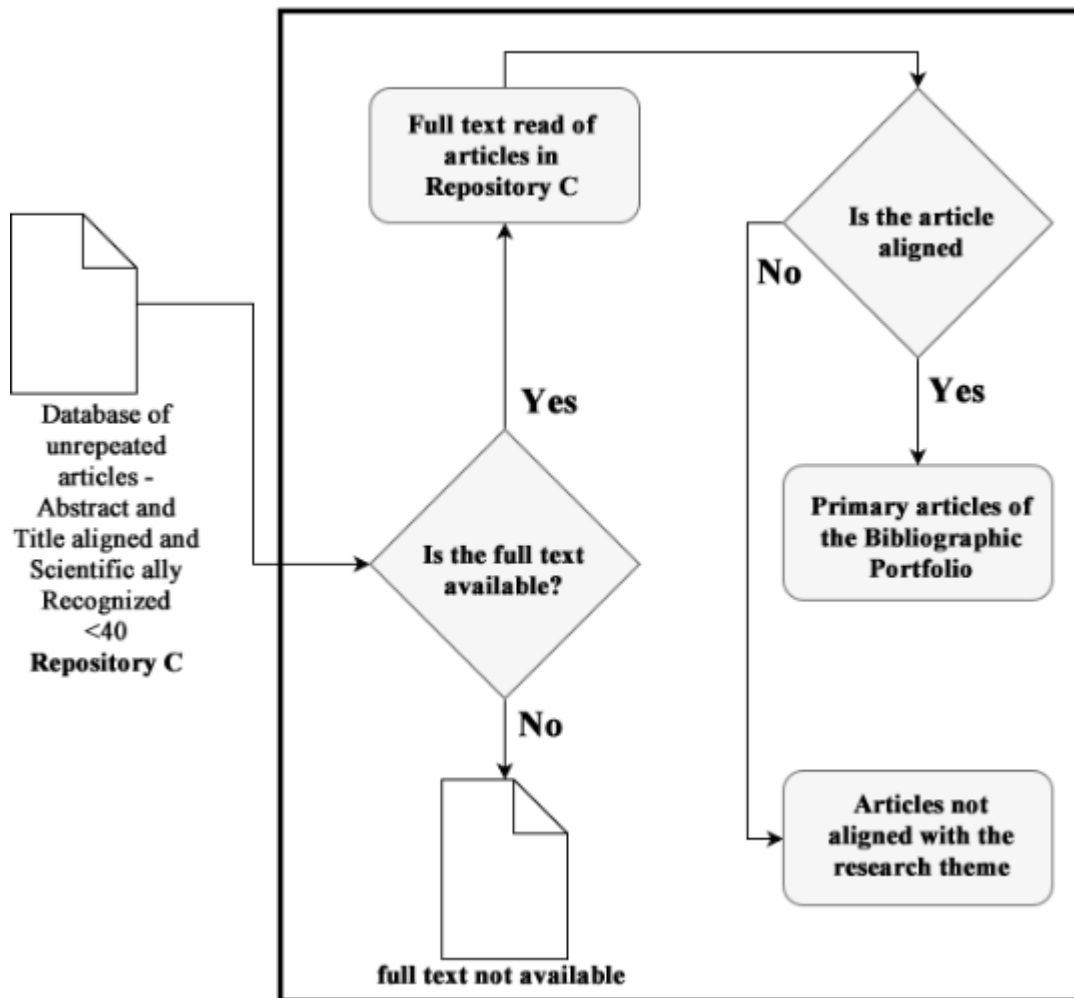 Full text read of
articles in
Repository C
Is the article
aligned
No
Yes
Database of
unrepeated
articles -
Abstract and
Title aligned and
Scientific ally
Recognized
<40
Repository C
Yes
Is the full text
available?
No
full text not available
Primary articles of
the Bibliographic
Portfolio
Articles not
aligned with the
research theme